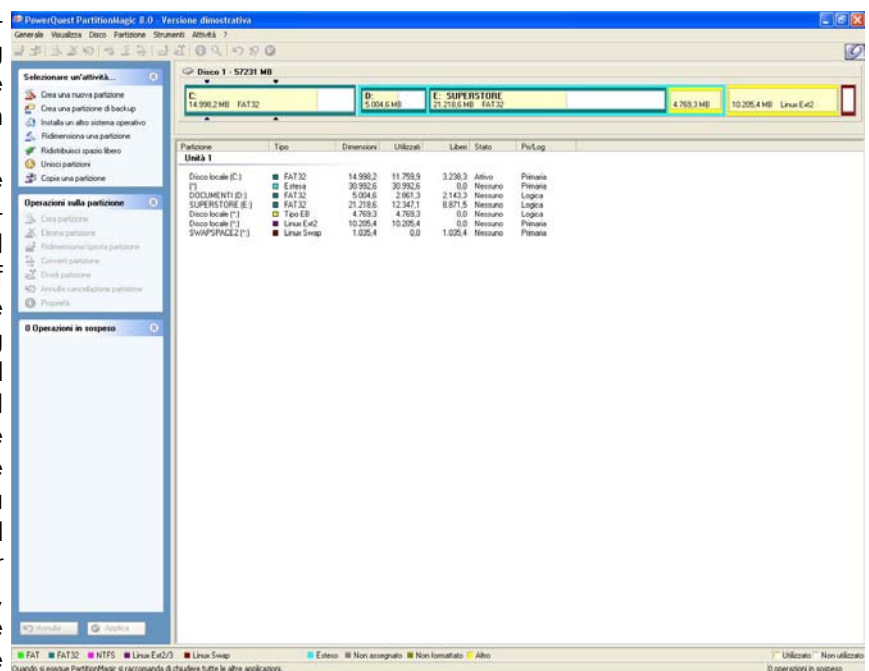 PowerQuest PartitionMagic 8.0 - Versione dimostrativa
Generale Visualizza Disco Partizione Strumenti Attività ?
Selezionare un'attività...
Crea una nuova partizione
Crea una partizione di backup
Installa un altro sistema operativo
Ridimensiona una partizione
Ridistribuisci spazio libero
Unisci partizioni
Copia una partizione
Operazioni sulla partizione
Crea partizione
Elimina partizione
Ridimensiona/sposta partizione
Converti partizione
Dividi partizione
Annulla cancellazione partizione
Proprietà
0 Operazioni in sospeso
Annulla Applica
Disco 1 - 57231 MB
C: D: E: SUPERSTORE
14.998,2 MB FAT32 5.004,6 MB 21.218,6 MB FAT32 4.769,3 MB 10.205,4 MB Linux Ext2
Partizione Tipo Dimensioni Utilizzati Liberi Stato Pri/Log
Unità 1
Disco locale (C:) FAT32 14.998,2 11.759,9 3.238,3 Attivo Primaria
(*) Estesa 30.992,6 30.992,6 0,0 Nessuno Primaria
DOCUMENTI (D:) FAT32 5.004,6 2.861,3 2.143,3 Nessuno Logica
SUPERSTORE (E:) FAT32 21.218,6 12.347,1 8.871,5 Nessuno Logica
Disco locale (*:) Tipo EB 4.769,3 4.769,3 0,0 Nessuno Logica
Disco locale (*:) Linux Ext2 10.205,4 10.205,4 0,0 Nessuno Primaria
SWAPSPACE2 (*:) Linux Swap 1.035,4 0,0 1.035,4 Nessuno Primaria
FAT FAT32 NTFS Linux Ext2/3 Linux Swap Esteso Non assegnato Non formattato Altro Utilizzato Non utilizzato
Quando si esegue PartitionMagic si raccomanda di chiudere tutte le altre applicazioni. 0 operazioni in sospeso